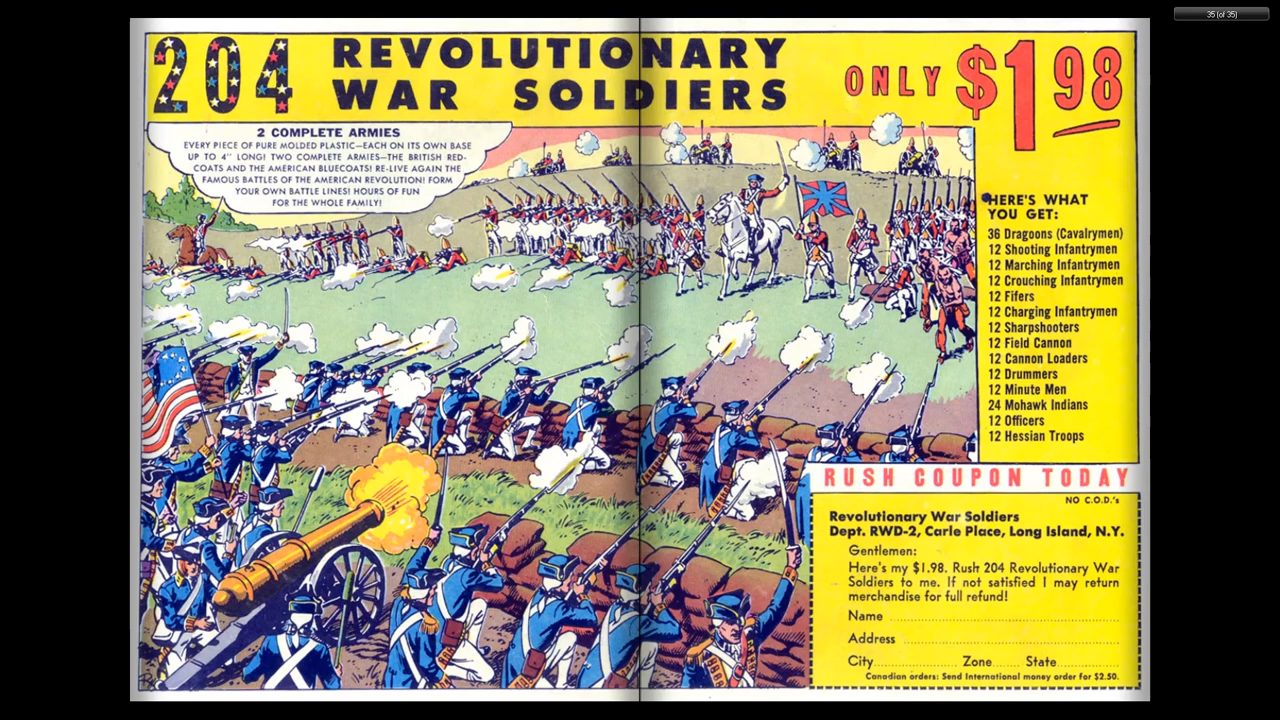 35 (of 35)
204 REVOLUTIONARY
WAR SOLDIERS
ONLY $1.98
2 COMPLETE ARMIES
EVERY PIECE OF PURE MOLDED PLASTIC—EACH ON ITS OWN BASE
UP TO 4" LONG! TWO COMPLETE ARMIES—THE BRITISH RED-
COATS AND THE AMERICAN BLUECOATS! RE-LIVE AGAIN THE
FAMOUS BATTLES OF THE AMERICAN REVOLUTION! FORM
YOUR OWN BATTLE LINES! HOURS OF FUN
FOR THE WHOLE FAMILY!
HERE'S WHAT
YOU GET:
36 Dragoons (Cavalrymen)
12 Shooting Infantrymen
12 Marching Infantrymen
12 Crouching Infantrymen
12 Fifers
12 Charging Infantrymen
12 Sharpshooters
12 Field Cannon
12 Cannon Loaders
12 Drummers
12 Minute Men
24 Mohawk Indians
12 Officers
12 Hessian Troops
RUSH COUPON TODAY
NO C.O.D.'s
Revolutionary War Soldiers
Dept. RWD-2, Carle Place, Long Island, N.Y.
Gentlemen:
Here's my $1.98. Rush 204 Revolutionary War
Soldiers to me. If not satisfied I may return
merchandise for full refund!
Name
Address
City Zone State
Canadian orders: Send International money order for $2.50.